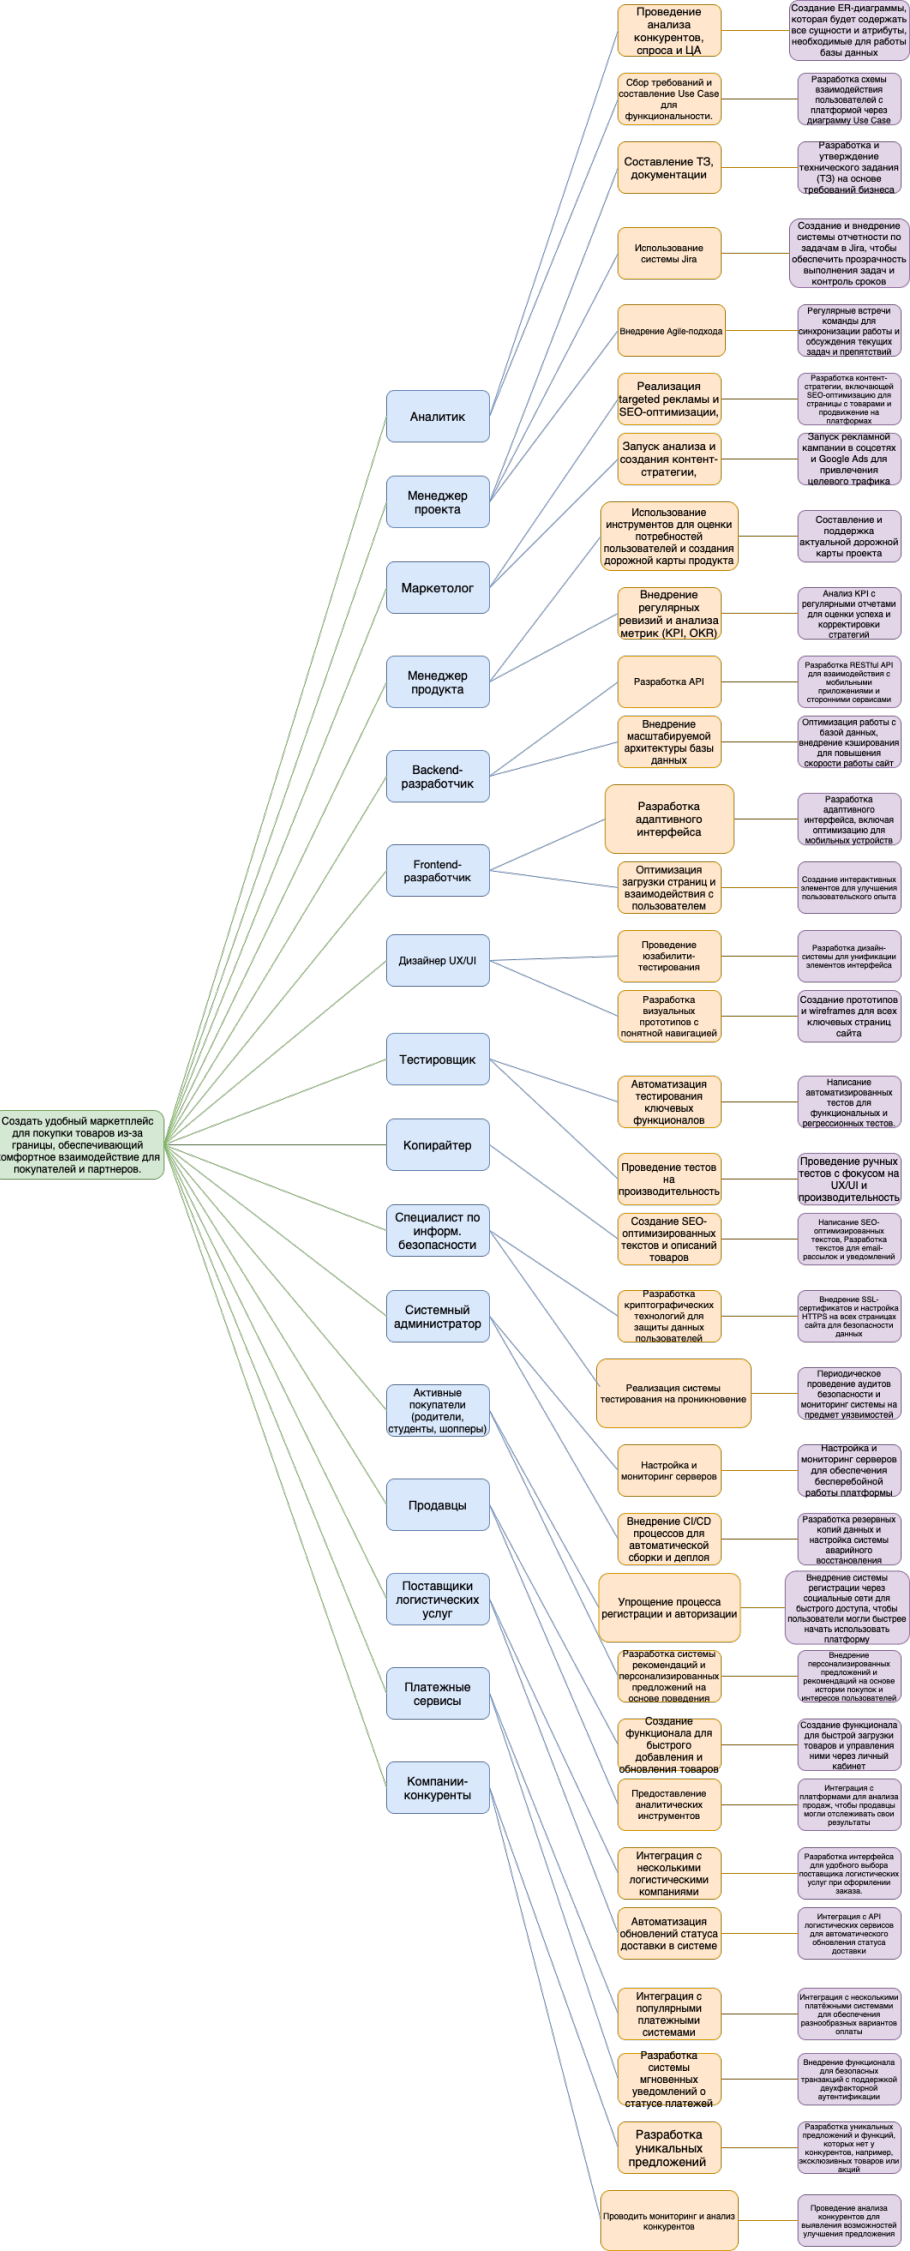 Создать удобный маркетплейс
для покупки товаров из-за
границы, обеспечивающий
комфортное взаимодействие для
покупателей и партнеров.
Аналитик
Менеджер
проекта
Маркетолог
Менеджер
продукта
Backend-
разработчик
Frontend-
разработчик
Дизайнер UX/UI
Тестировщик
Копирайтер
Специалист по
информ.
безопасности
Системный
администратор
Активные
покупатели
(родители,
студенты, шопперы)
Продавцы
Поставщики
логистических
услуг
Платежные
сервисы
Компании-
конкуренты
Проведение
анализа
конкурентов,
спроса и ЦА
Сбор требований и
составление Use Case
для
функциональности.
Составление ТЗ,
документации
Использование
системы Jira
Внедрение Agile-подхода
Реализация
targeted рекламы и
SEO-оптимизации,
Запуск анализа и
создания контент-
стратегии,
Использование
инструментов для оценки
потребностей
пользователей и создания
дорожной карты продукта
Внедрение
регулярных
ревизий и анализа
метрик (KPI, OKR)
Разработка API
Внедрение
масштабируемой
архитектуры базы
данных
Разработка
адаптивного
интерфейса
Оптимизация
загрузки страниц и
взаимодействия с
пользователем
Проведение
юзабилити-
тестирования
Разработка
визуальных
прототипов с
понятной навигацией
Автоматизация
тестирования
ключевых
функционалов
Проведение тестов
на
производительность
Создание SEO-
оптимизированных
текстов и описаний
товаров
Разработка
криптографических
технологий для
защиты данных
пользователей
Реализация системы
тестирования на проникновение
Настройка и
мониторинг серверов
Внедрение CI/CD
процессов для
автоматической
сборки и деплоя
Упрощение процесса
регистрации и авторизации
Разработка системы
рекомендаций и
персонализированных
предложений на
основе поведения
Создание
функционала для
быстрого
добавления и
обновления товаров
Предоставление
аналитических
инструментов
Интеграция с
несколькими
логистическими
компаниями
Автоматизация
обновлений статуса
доставки в системе
Интеграция с
популярными
платежными
системами
Разработка
системы
мгновенных
уведомлений о
статусе платежей
Разработка
уникальных
предложений
Проводить мониторинг и анализ
конкурентов
Создание ER-диаграммы,
которая будет содержать
все сущности и атрибуты,
необходимые для работы
базы данных
Разработка схемы
взаимодействия
пользователей с
платформой через
диаграмму Use Case
Разработка и
утверждение
технического задания
(ТЗ) на основе
требований бизнеса
Создание и внедрение
системы отчетности по
задачам в Jira, чтобы
обеспечить прозрачность
выполнения задач и
контроль сроков
Регулярные встречи
команды для
синхронизации работы и
обсуждения текущих
задач и препятствий
Разработка контент-
стратегии, включающей
SEO-оптимизацию для
страницы с товарами и
продвижение на
платформах
Запуск рекламной
кампании в соцсетях
и Google Ads для
привлечения
целевого трафика
Составление и
поддержка
актуальной дорожной
карты проекта
Анализ KPI с
регулярными отчетами
для оценки успеха и
корректировки
стратегий
Разработка RESTful API
для взаимодействия с
мобильными
приложениями и
сторонними сервисами
Оптимизация работы с
базой данных,
внедрение кэширования
для повышения
скорости работы сайт
Разработка
адаптивного
интерфейса, включая
оптимизацию для
мобильных устройств
Создание интерактивных
элементов для улучшения
пользовательского опыта
Разработка дизайн-
системы для унификации
элементов интерфейса
Создание прототипов
и wireframes для всех
ключевых страниц
сайта
Написание
автоматизированных
тестов для
функциональных и
регрессионных тестов.
Проведение ручных
тестов с фокусом на
UX/UI и
производительность
Написание SEO-
оптимизированных
текстов, Разработка
текстов для email-
рассылок и уведомлений
Внедрение SSL-
сертификатов и настройка
HTTPS на всех страницах
сайта для безопасности
данных
Периодическое
проведение аудитов
безопасности и
мониторинг системы на
предмет уязвимостей
Настройка и
мониторинг серверов
для обеспечения
бесперебойной
работы платформы
Разработка резервных
копий данных и
настройка системы
аварийного
восстановления
Внедрение системы
регистрации через
социальные сети для
быстрого доступа, чтобы
пользователи могли быстрее
начать использовать
платформу
Внедрение
персонализированных
предложений и
рекомендаций на основе
истории покупок и
интересов пользователей
Создание функционала
для быстрой загрузки
товаров и управления
ними через личный
кабинет
Интеграция с
платформами для анализа
продаж, чтобы продавцы
могли отслеживать свои
результаты
Разработка интерфейса
для удобного выбора
поставщика логистических
услуг при оформлении
заказа.
Интеграция с API
логистических сервисов
для автоматического
обновления статуса
доставки
Интеграция с несколькими
платёжными системами
для обеспечения
разнообразных вариантов
оплаты
Внедрение функционала
для безопасных
транзакций с поддержкой
двухфакторной
аутентификации
Разработка уникальных
предложений и функций,
которых нет у
конкурентов, например,
эксклюзивных товаров или
акций
Проведение анализа
конкурентов для
выявления возможностей
улучшения предложения